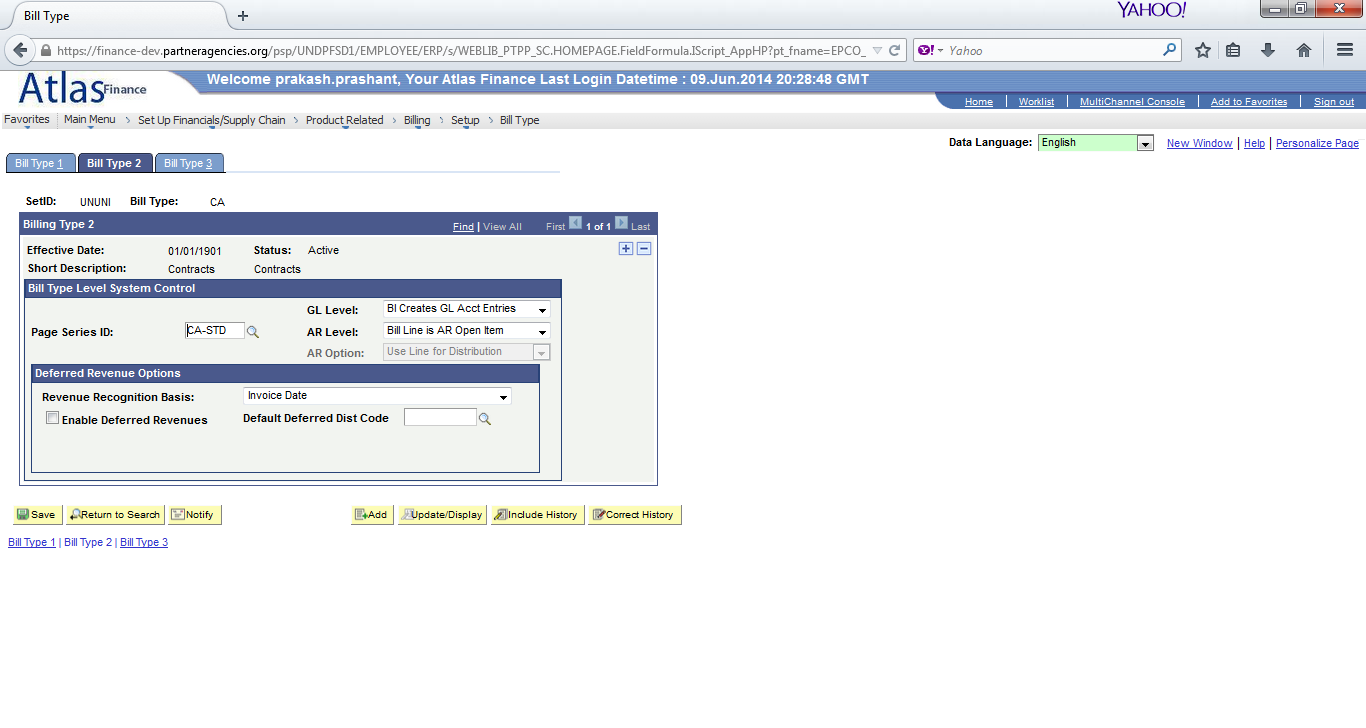 Bill Type
YAHOO!
https://finance-dev.partneragencies.org/psp/UNDPFSD1/EMPLOYEE/ERP/s/WEBLIB_PTPP_SC.HOMEPAGE.FieldFormula.IScript_AppHP?pt_fname=EPCO_
Y! Yahoo
Atlas Finance
Welcome prakash.prashant, Your Atlas Finance Last Login Datetime : 09.Jun.2014 20:28:48 GMT
Home | Worklist | MultiChannel Console | Add to Favorites | Sign out
Favorites | Main Menu > Set Up Financials/Supply Chain > Product Related > Billing > Setup > Bill Type
Data Language: English New Window | Help | Personalize Page
Bill Type 1 Bill Type 2 Bill Type 3
SetID: UNUNI Bill Type: CA
Billing Type 2 Find | View All First 1 of 1 Last
Effective Date: 01/01/1901 Status: Active
Short Description: Contracts Contracts
Bill Type Level System Control
GL Level: BI Creates GL Acct Entries
Page Series ID: CA-STD AR Level: Bill Line is AR Open Item
AR Option: Use Line for Distribution
Deferred Revenue Options
Revenue Recognition Basis: Invoice Date
Enable Deferred Revenues Default Deferred Dist Code
Save Return to Search Notify Add Update/Display Include History Correct History
Bill Type 1 | Bill Type 2 | Bill Type 3